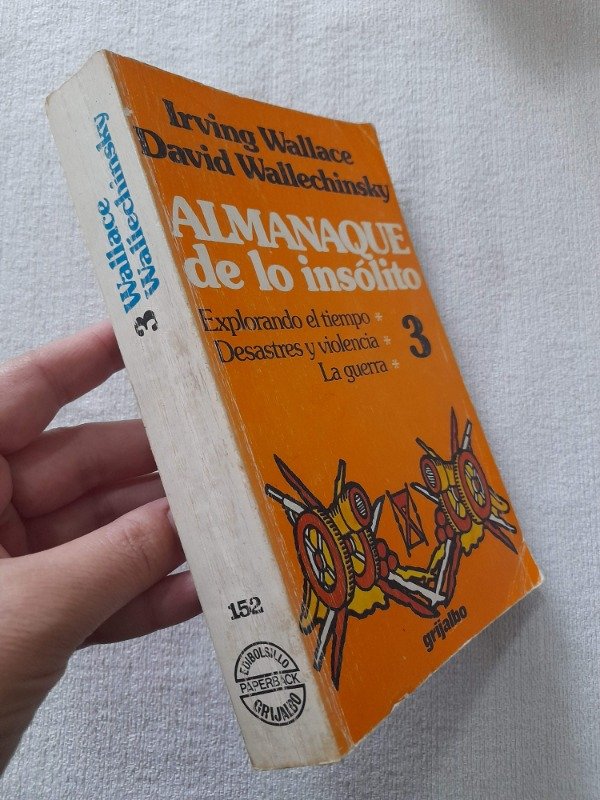 Irving Wallace
David Wallechinsky
ALMANAQUE
de lo insólito
Explorando el tiempo *
Desastres y violencia *
La guerra *
3
grijalbo
Wallace
Wallechinsky
3
152
EDIBOLSILLO
PAPERBACK
GRIJALBO